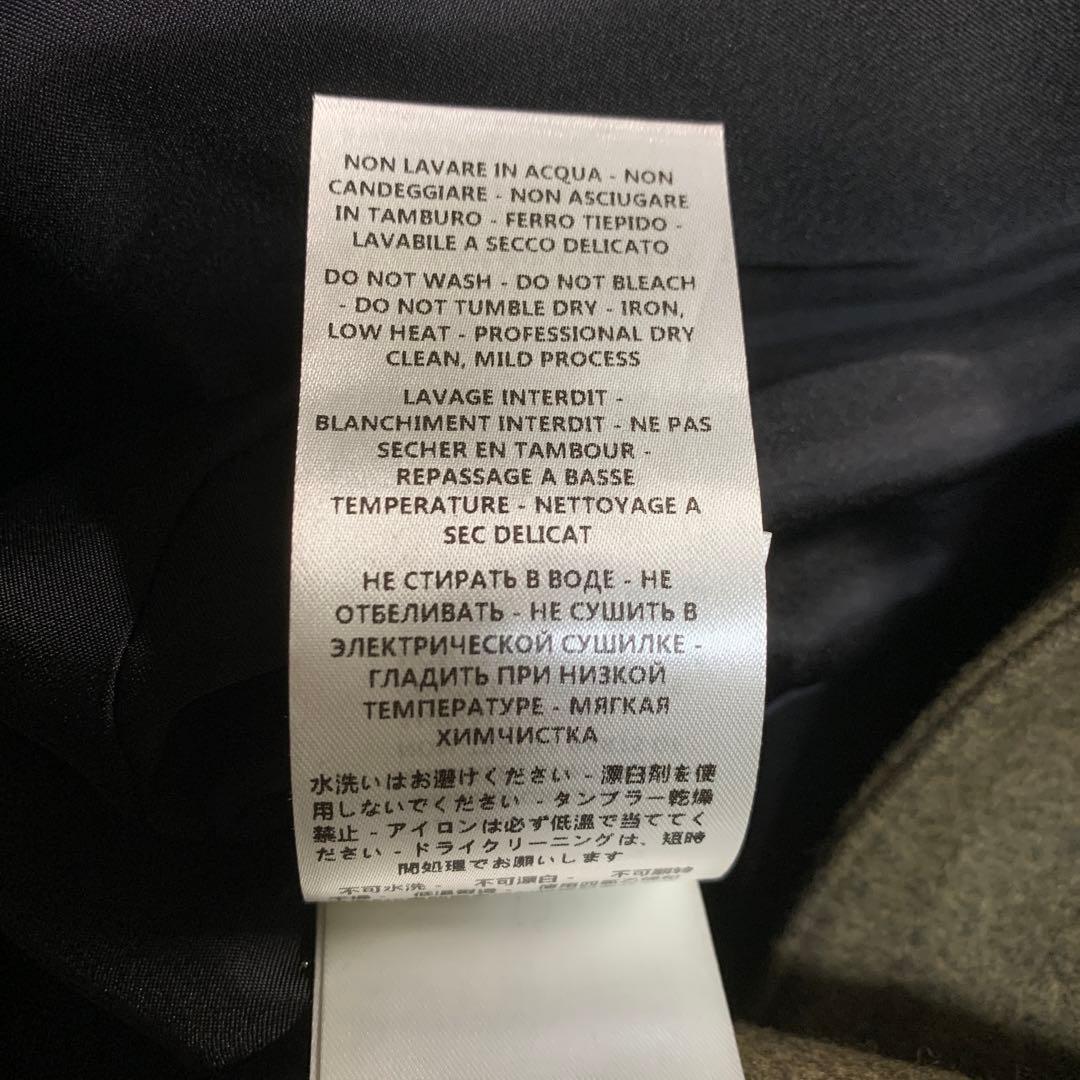 NON LAVARE IN ACQUA - NON
CANDEGGIARE - NON ASCIUGARE
IN TAMBURO - FERRO TIEPIDO -
LAVABILE A SECCO DELICATO
DO NOT WASH - DO NOT BLEACH
- DO NOT TUMBLE DRY - IRON,
LOW HEAT - PROFESSIONAL DRY
CLEAN, MILD PROCESS
LAVAGE INTERDIT -
BLANCHIMENT INTERDIT - NE PAS
SECHER EN TAMBOUR -
REPASSAGE A BASSE
TEMPERATURE - NETTOYAGE A
SEC DELICAT
НЕ СТИРАТЬ В ВОДЕ - НЕ
ОТБЕЛИВАТЬ - НЕ СУШИТЬ В
ЭЛЕКТРИЧЕСКОЙ СУШИЛКЕ -
ГЛАДИТЬ ПРИ НИЗКОЙ
ТЕМПЕРАТУРЕ - МЯГКАЯ
ХИМЧИСТКА
水洗いはお避けください - 漂白剤を使
用しないでください - タンブラー乾燥
禁止 - アイロンは必ず低温で当ててく
ださい - ドライクリーニングは、短時
間処理でお願いします
不可水洗 - 不可漂白 - 不可翻转